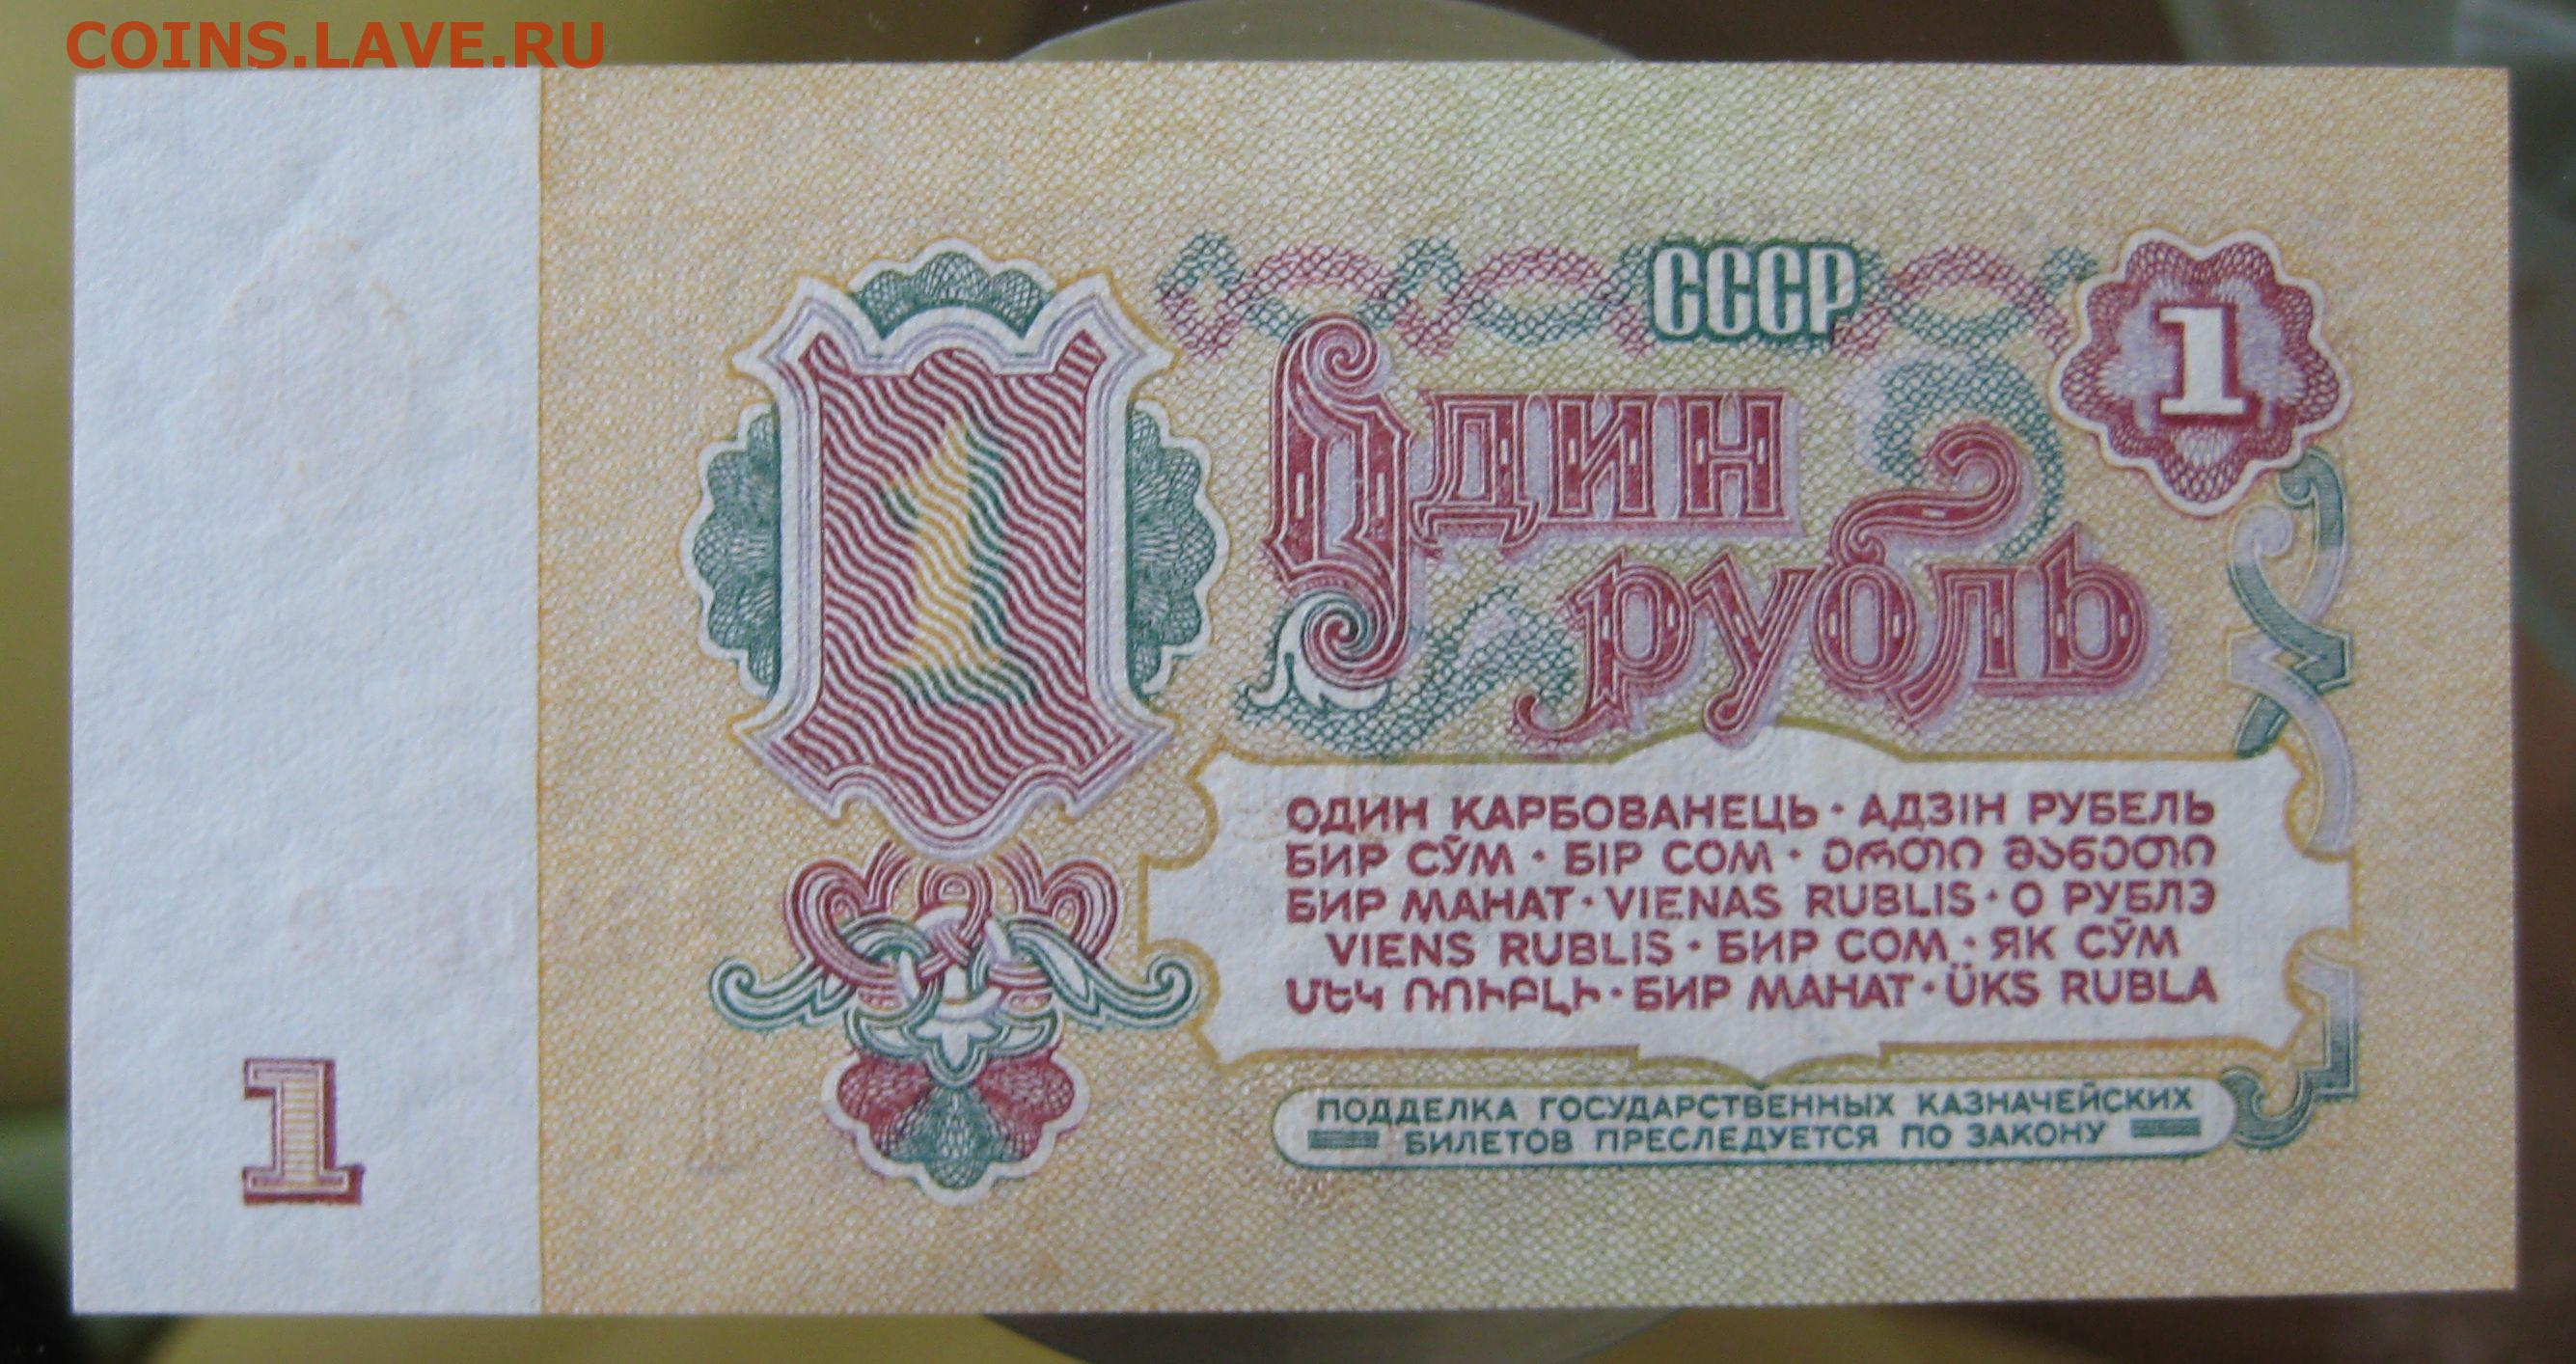 COINS.LAVE.RU
СССР
1
1
Один
рубль
ОДИН КАРБОВАНЕЦЬ · АДЗІН РУБЕЛЬ
БИР СЎМ · БІР СОМ · ერთი მანეთი
БИР МАНАТ · VIENAS RUBLIS · О РУБЛЭ
VIENS RUBLIS · БИР СОМ · ЯК СӮМ
ՄԵԿ ՌՈՒԲԼԻ · БИР МАНАТ · ÜKS RUBLA
1
ПОДДЕЛКА ГОСУДАРСТВЕННЫХ КАЗНАЧЕЙСКИХ
БИЛЕТОВ ПРЕСЛЕДУЕТСЯ ПО ЗАКОНУ